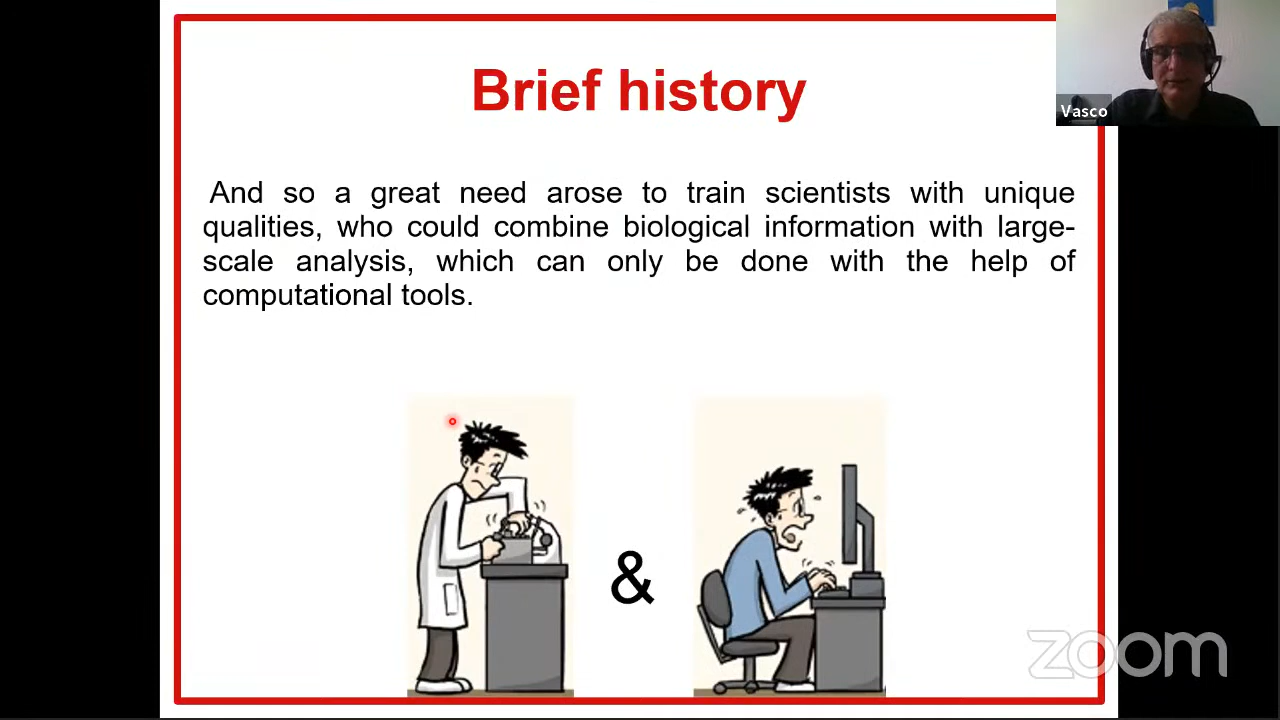 Brief history
Vasco
And so a great need arose to train scientists with unique
qualities, who could combine biological information with large-
scale analysis, which can only be done with the help of
computational tools.
&
zoom